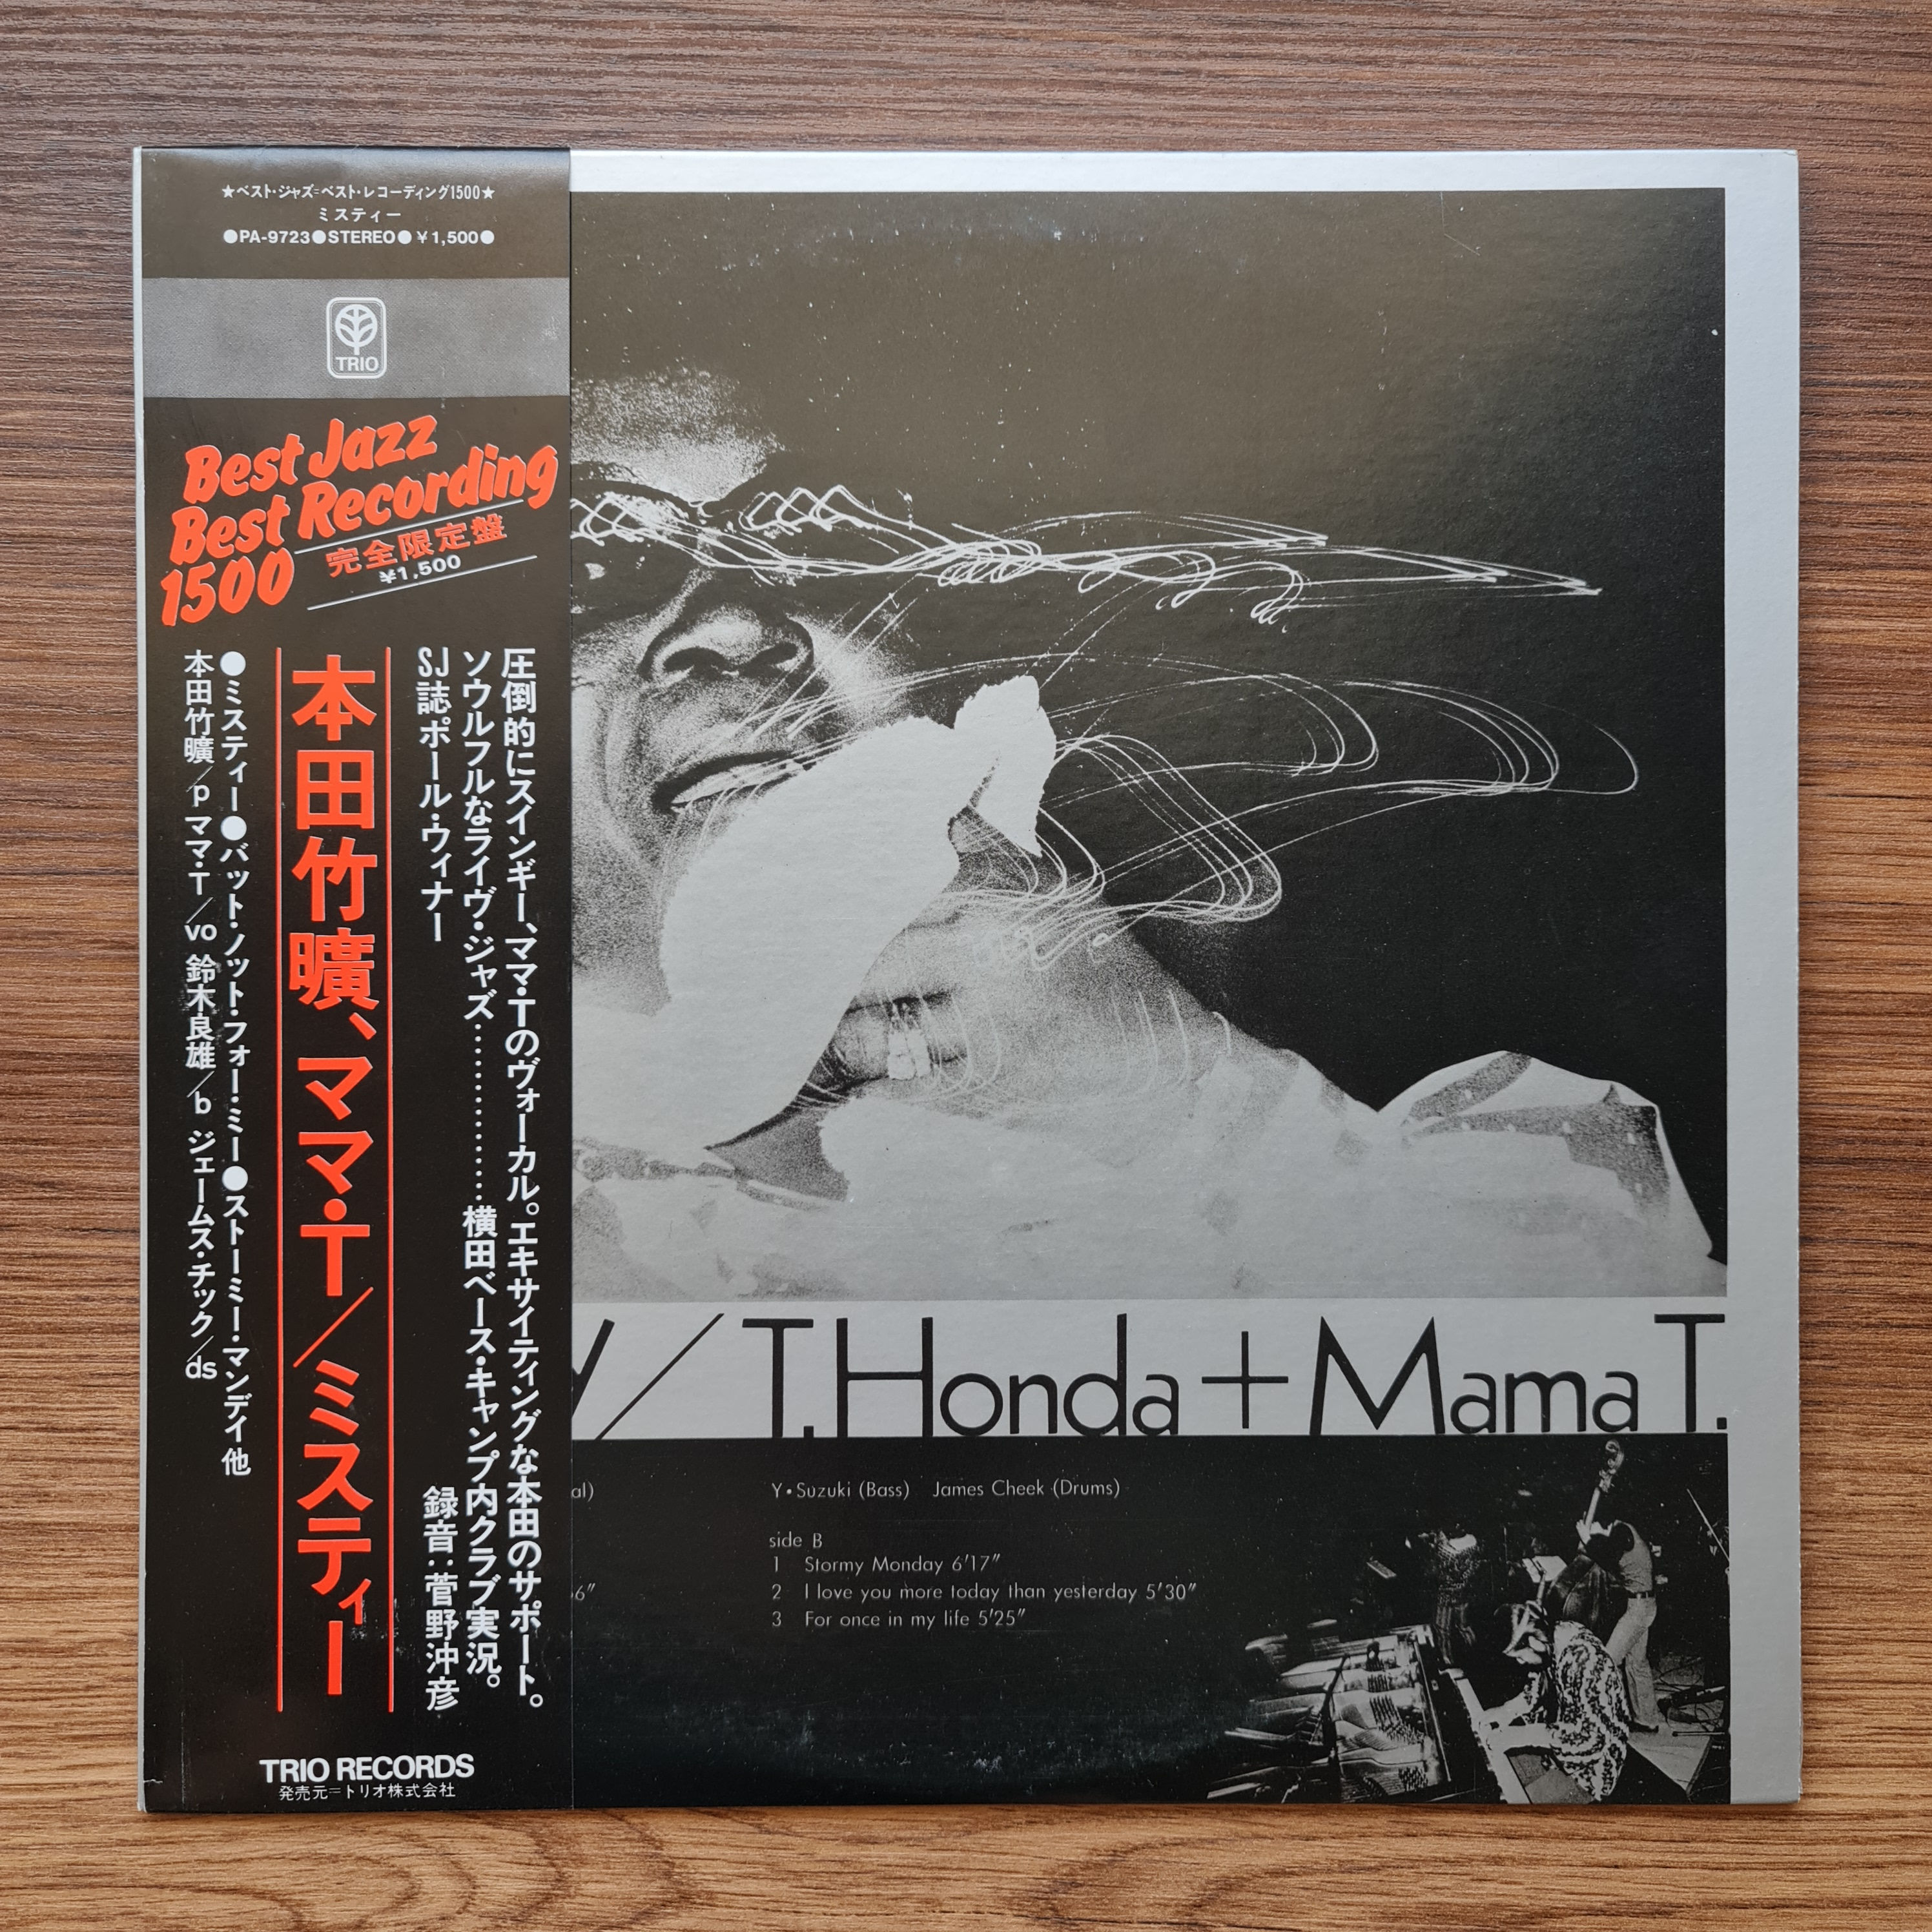 ★ベスト・ジャズ=ベスト・レコーディング1500★
ミスティー
●PA-9723●STEREO●¥1,500●
TRIO
Best Jazz
Best Recording
1500
完全限定盤
¥1,500
圧倒的にスインギー、ママ・Tのヴォーカル。エキサイティングな本田のサポート。
ソウルフルなライヴ・ジャズ……………横田ベース・キャンプ内クラブ実況。
SJ誌ポール・ウィナー 録音:菅野沖彦
本田竹曠、ママ・T/ミスティー
●ミスティー●バット・ノット・フォー・ミー●ストーミー・マンデイ他
本田竹曠/p ママ・T/vo 鈴木良雄/b ジェームス・チック/ds
TRIO RECORDS
発売元=トリオ株式会社
y/T.Honda+Mama T.
al)
Y・Suzuki (Bass) James Cheek (Drums)
side B
1 Stormy Monday 6'17"
2 I love you more today than yesterday 5'30"
6"
3 For once in my life 5'25"